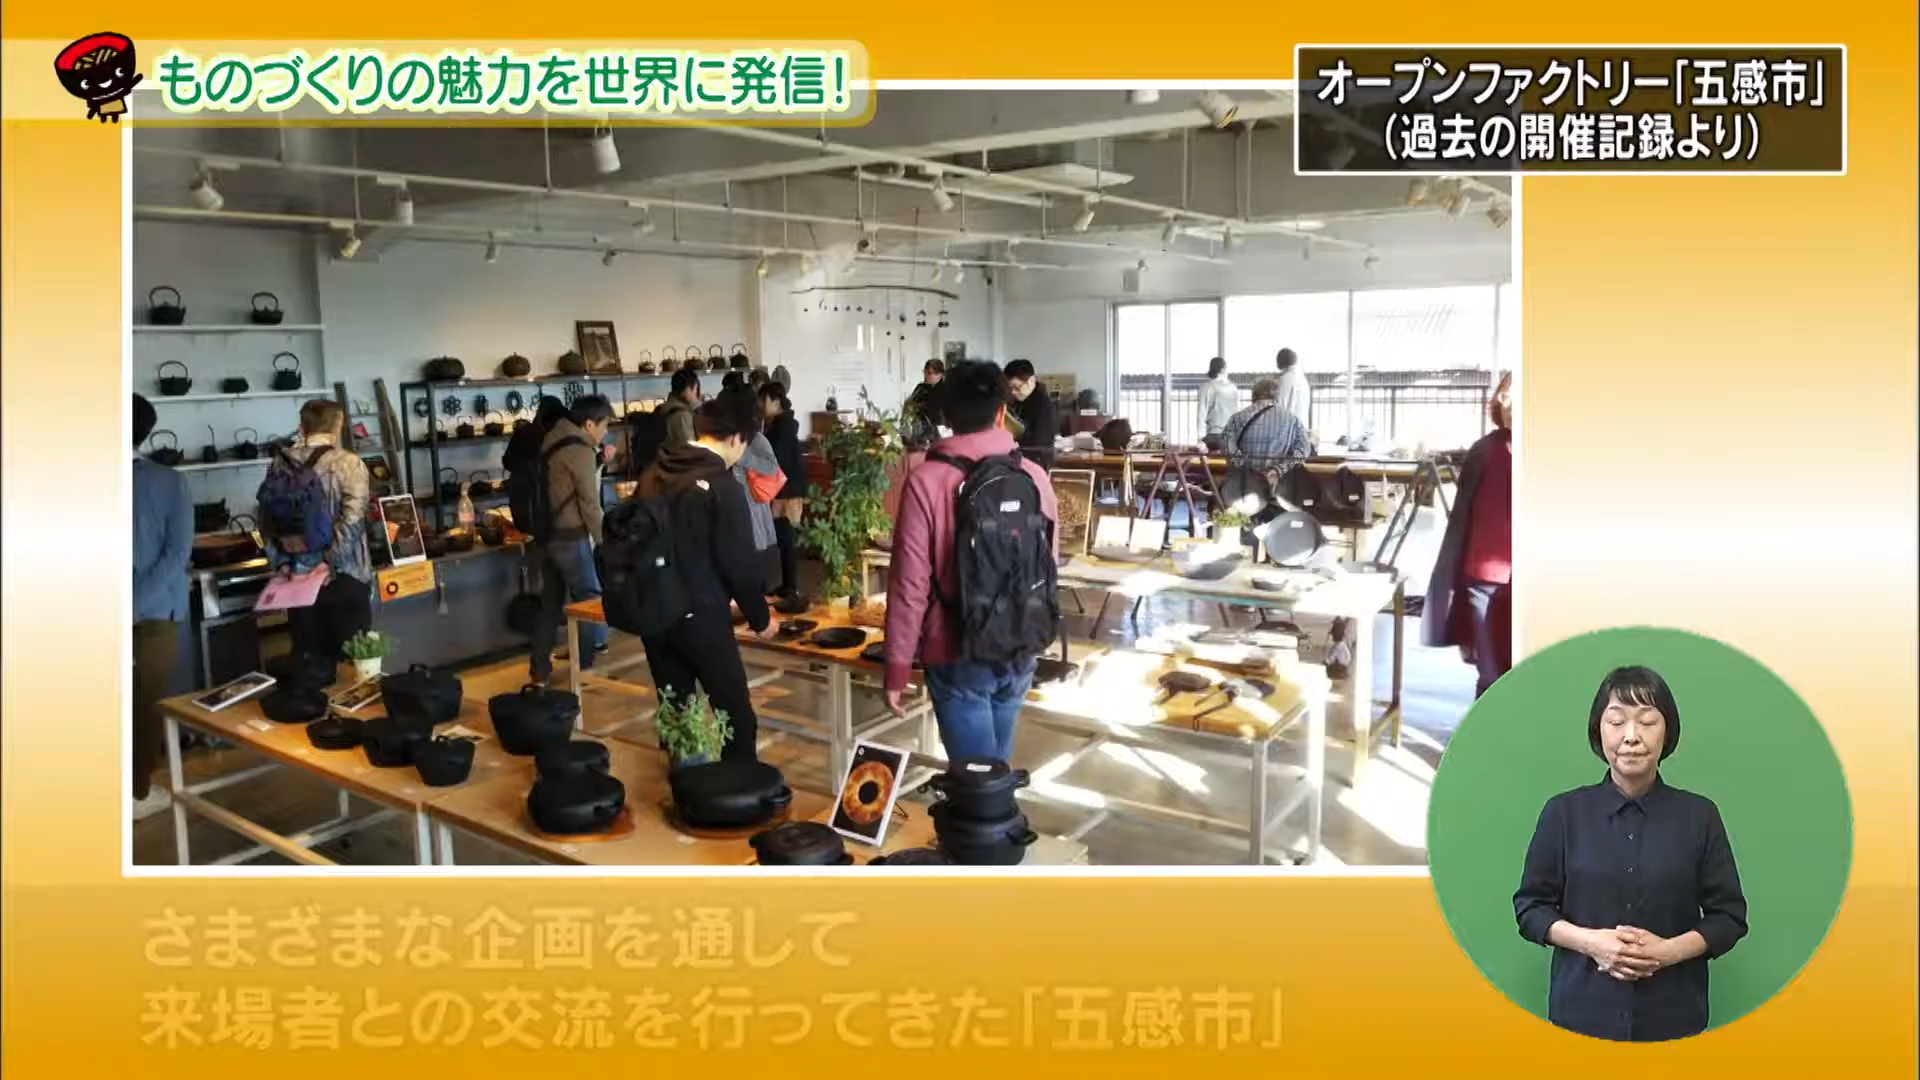 ものづくりの魅力を世界に発信!
オープンファクトリー「五感市」
(過去の開催記録より)
さまざまな企画を通して
来場者との交流を行ってきた「五感市」